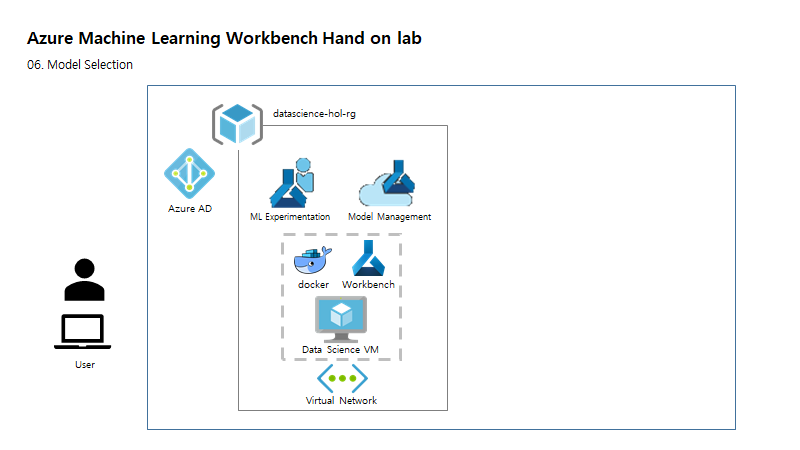 Azure Machine Learning Workbench Hand on lab
06. Model Selection
datascience-hol-rg
Azure AD
ML Experimentation
Model Management
docker
Workbench
Data Science VM
User
Virtual Network